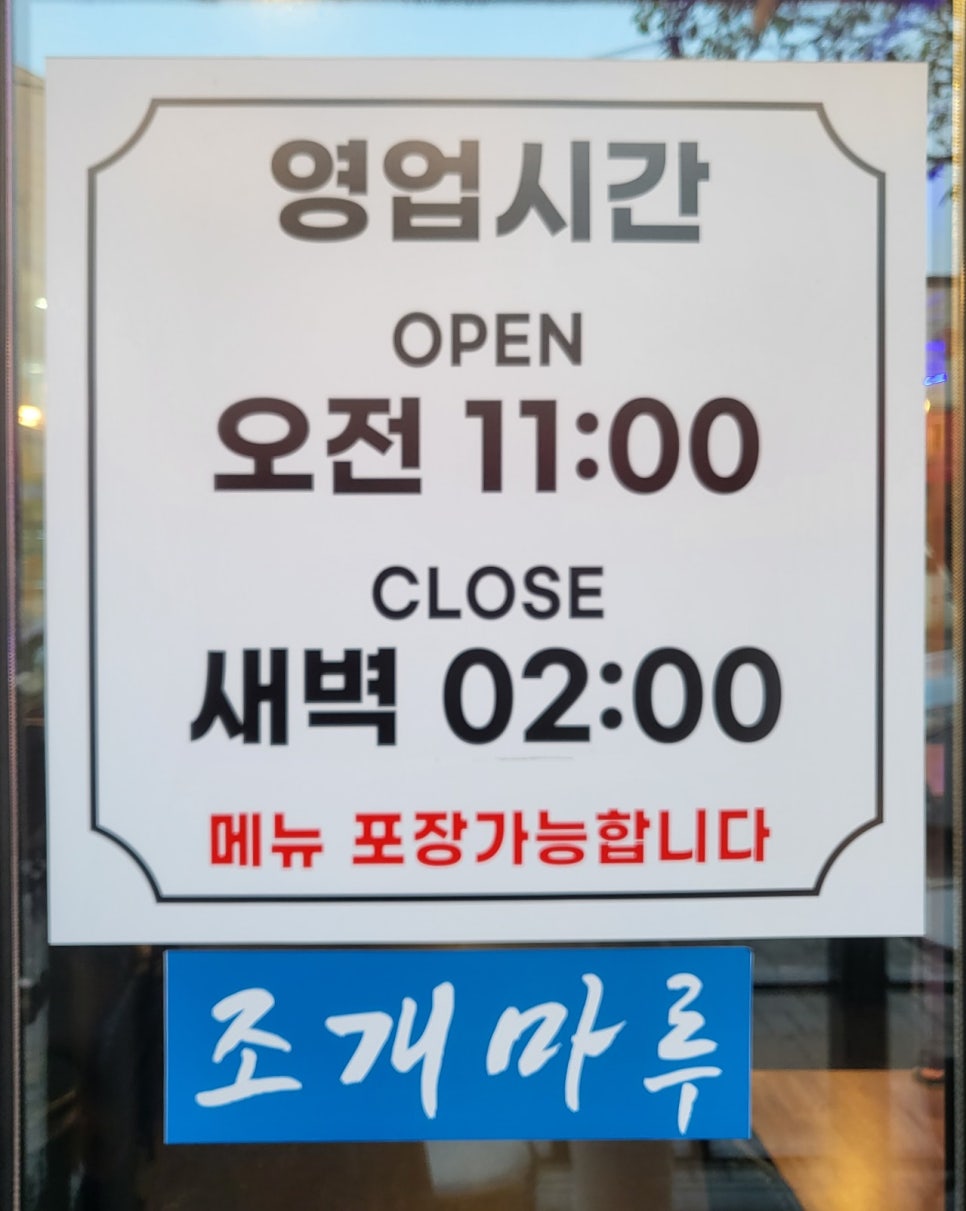 영업시간
OPEN
오전 11:00
CLOSE
새벽 02:00
메뉴 포장가능합니다
조개마루